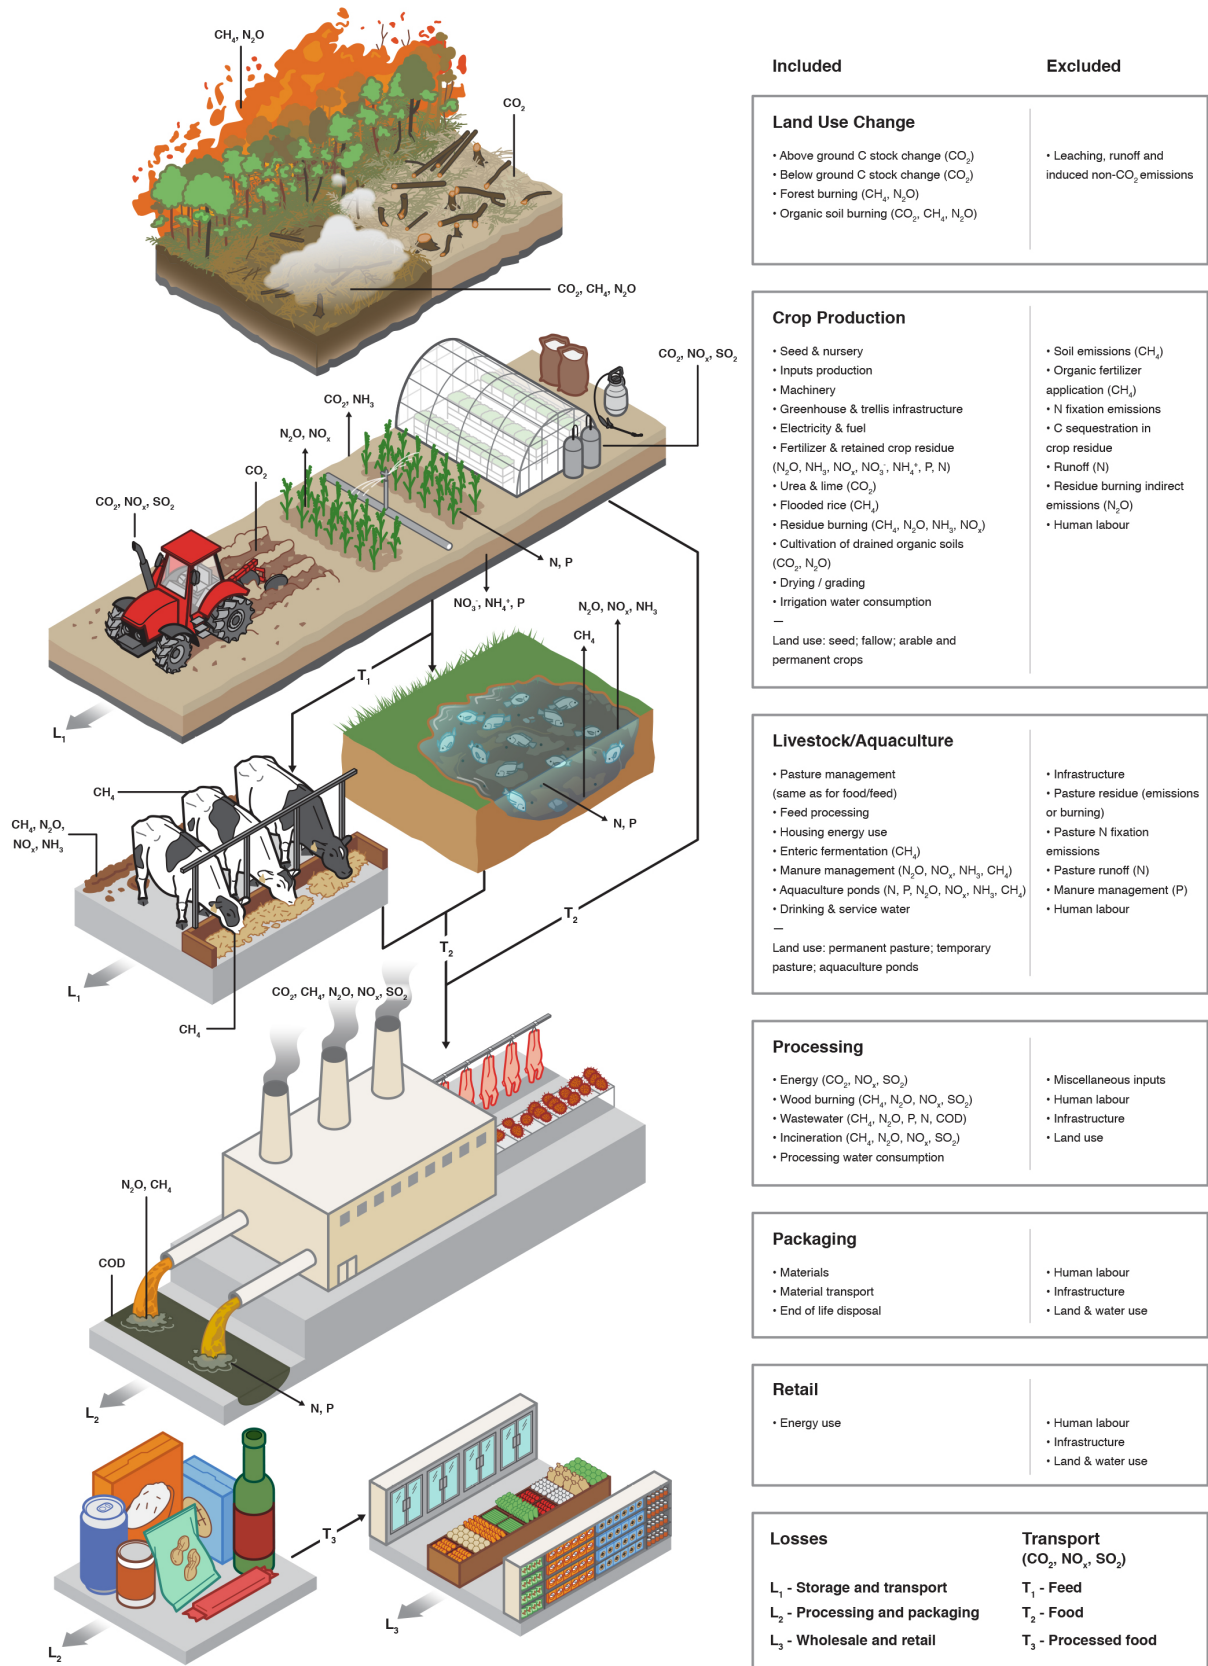 CH₄, N₂O
CO₂
CO₂, CH₄, N₂O
CO₂, NOₓ, SO₂
CO₂, NH₃
N₂O, NOₓ
CO₂
CO₂, NOₓ, SO₂
N, P
NO₃⁻, NH₄⁺, P
N₂O, NOₓ, NH₃
CH₄
T₁
L₁
CH₄
CH₄, N₂O,
NOₓ, NH₃
N, P
T₂
T₂
L₁
CH₄
CO₂, CH₄, N₂O, NOₓ, SO₂
N₂O, CH₄
COD
N, P
L₂
T₃
L₃
L₂
Included
Excluded
Land Use Change
• Above ground C stock change (CO₂)
• Below ground C stock change (CO₂)
• Forest burning (CH₄, N₂O)
• Organic soil burning (CO₂, CH₄, N₂O)
• Leaching, runoff and
induced non-CO₂ emissions
Crop Production
• Seed & nursery
• Inputs production
• Machinery
• Greenhouse & trellis infrastructure
• Electricity & fuel
• Fertilizer & retained crop residue
(N₂O, NH₃, NOₓ, NO₃⁻, NH₄⁺, P, N)
• Urea & lime (CO₂)
• Flooded rice (CH₄)
• Residue burning (CH₄, N₂O, NH₃, NOₓ)
• Cultivation of drained organic soils
(CO₂, N₂O)
• Drying / grading
• Irrigation water consumption
—
Land use: seed; fallow; arable and
permanent crops
• Soil emissions (CH₄)
• Organic fertilizer
application (CH₄)
• N fixation emissions
• C sequestration in
crop residue
• Runoff (N)
• Residue burning indirect
emissions (N₂O)
• Human labour
Livestock/Aquaculture
• Pasture management
(same as for food/feed)
• Feed processing
• Housing energy use
• Enteric fermentation (CH₄)
• Manure management (N₂O, NOₓ, NH₃, CH₄)
• Aquaculture ponds (N, P, N₂O, NOₓ, NH₃, CH₄)
• Drinking & service water
—
Land use: permanent pasture; temporary
pasture; aquaculture ponds
• Infrastructure
• Pasture residue (emissions
or burning)
• Pasture N fixation
emissions
• Pasture runoff (N)
• Manure management (P)
• Human labour
Processing
• Energy (CO₂, NOₓ, SO₂)
• Wood burning (CH₄, N₂O, NOₓ, SO₂)
• Wastewater (CH₄, N₂O, P, N, COD)
• Incineration (CH₄, N₂O, NOₓ, SO₂)
• Processing water consumption
• Miscellaneous inputs
• Human labour
• Infrastructure
• Land use
Packaging
• Materials
• Material transport
• End of life disposal
• Human labour
• Infrastructure
• Land & water use
Retail
• Energy use
• Human labour
• Infrastructure
• Land & water use
Losses
L₁ - Storage and transport
L₂ - Processing and packaging
L₃ - Wholesale and retail
Transport
(CO₂, NOₓ, SO₂)
T₁ - Feed
T₂ - Food
T₃ - Processed food